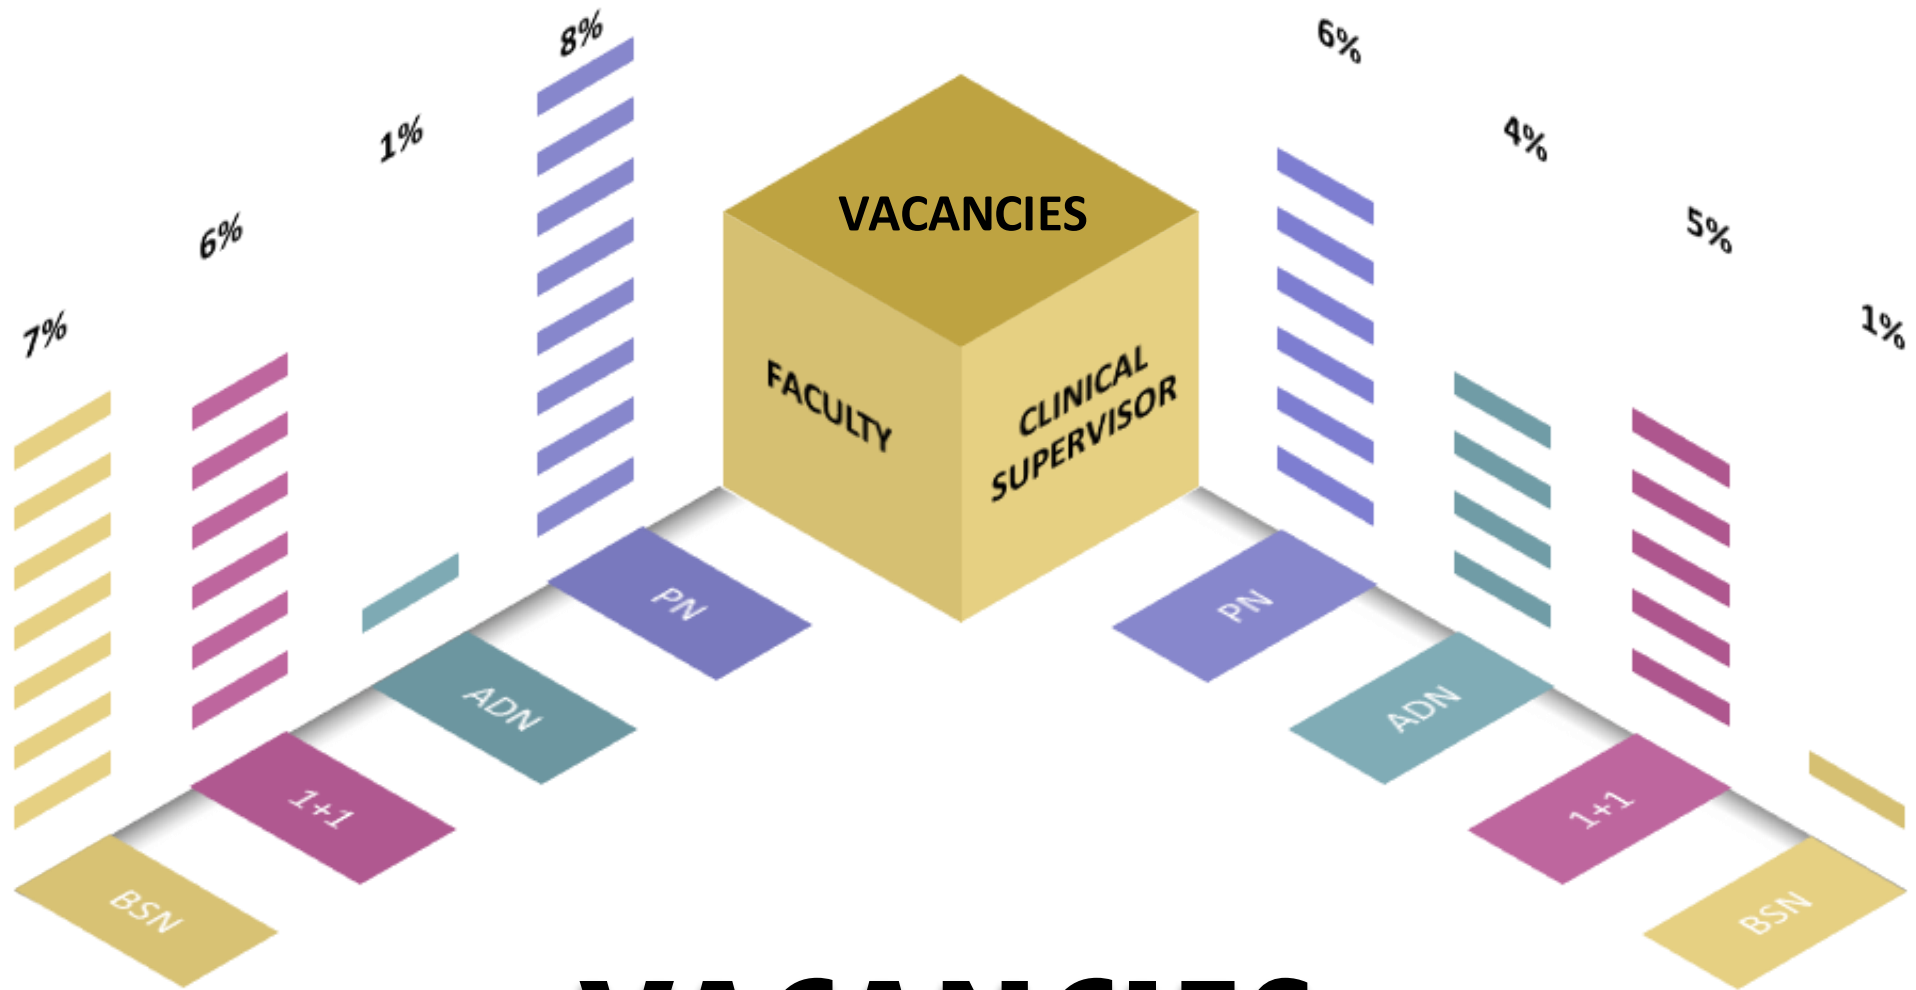 8%
6%
1%
4%
6%
5%
7%
1%
VACANCIES
FACULTY
CLINICAL
SUPERVISOR
PN
PN
ADN
ADN
1+1
1+1
BSN
BSN
VACANCIES